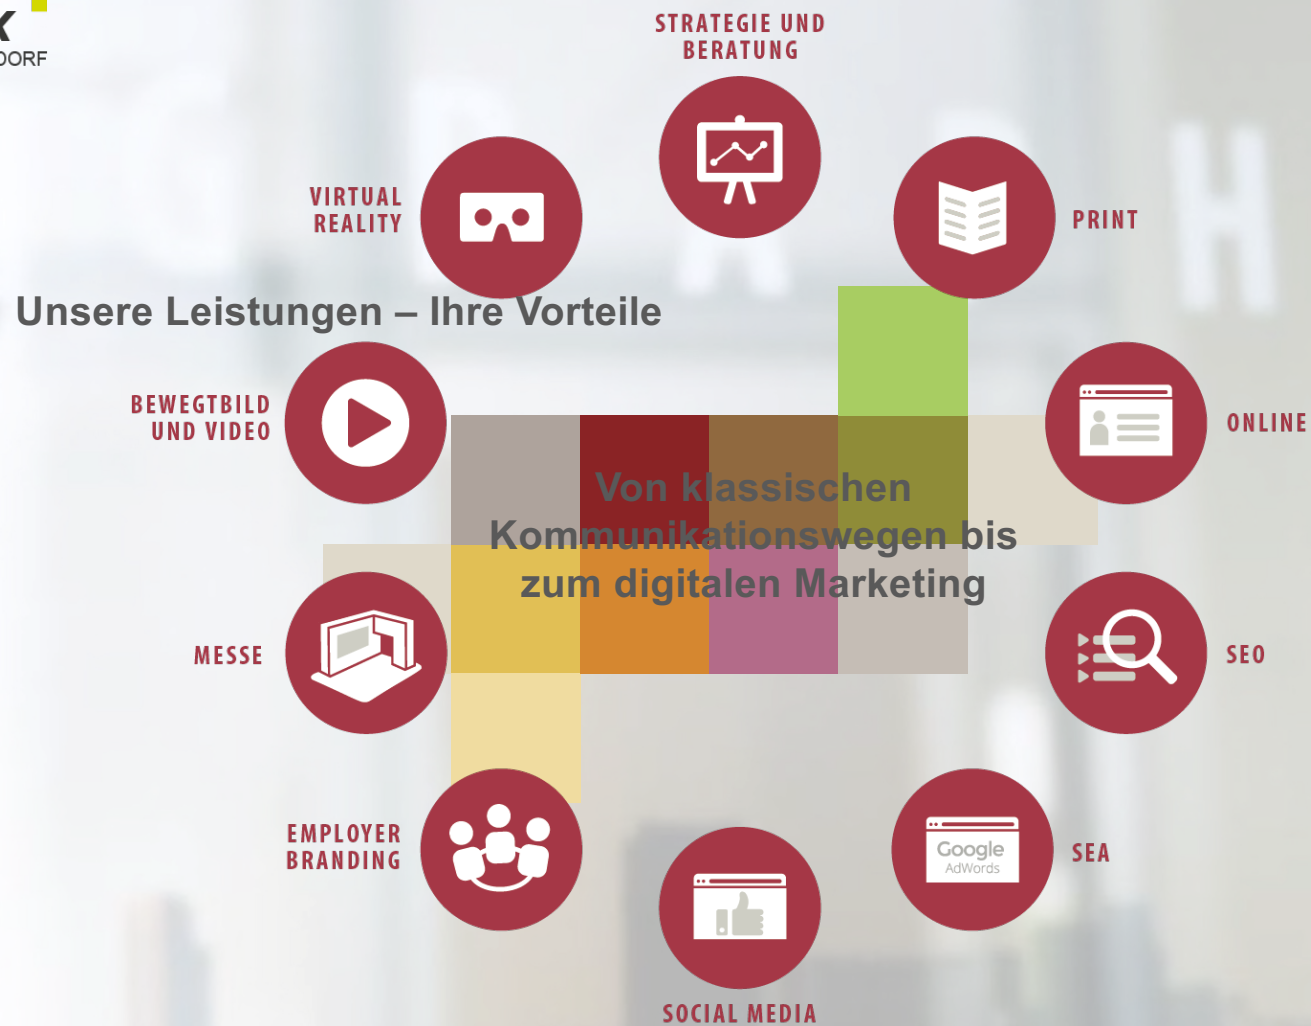 DORF
STRATEGIE UND
BERATUNG
VIRTUAL
REALITY
PRINT
Unsere Leistungen – Ihre Vorteile
BEWEGTBILD
UND VIDEO
ONLINE
Von klassischen
Kommunikationswegen bis
zum digitalen Marketing
MESSE
SEO
EMPLOYER
BRANDING
Google
AdWords
SEA
SOCIAL MEDIA